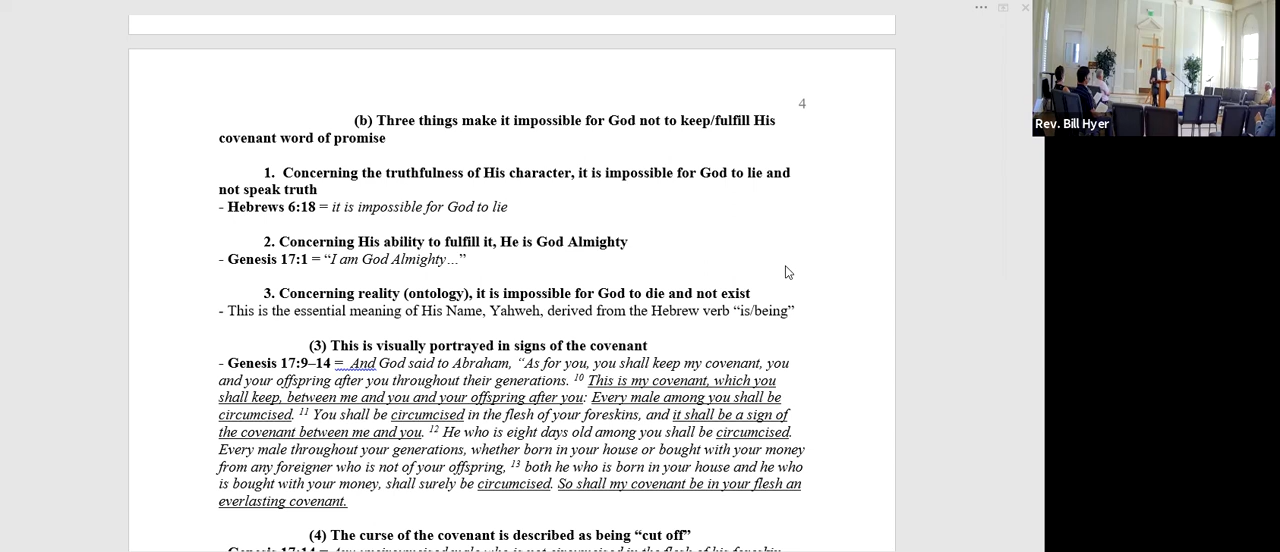 4
(b) Three things make it impossible for God not to keep/fulfill His
covenant word of promise
1. Concerning the truthfulness of His character, it is impossible for God to lie and
not speak truth
- Hebrews 6:18 = it is impossible for God to lie
2. Concerning His ability to fulfill it, He is God Almighty
- Genesis 17:1 = “I am God Almighty…”
3. Concerning reality (ontology), it is impossible for God to die and not exist
- This is the essential meaning of His Name, Yahweh, derived from the Hebrew verb “is/being”
(3) This is visually portrayed in signs of the covenant
- Genesis 17:9–14 = And God said to Abraham, “As for you, you shall keep my covenant, you
and your offspring after you throughout their generations. 10 This is my covenant, which you
shall keep, between me and you and your offspring after you: Every male among you shall be
circumcised. 11 You shall be circumcised in the flesh of your foreskins, and it shall be a sign of
the covenant between me and you. 12 He who is eight days old among you shall be circumcised.
Every male throughout your generations, whether born in your house or bought with your money
from any foreigner who is not of your offspring, 13 both he who is born in your house and he who
is bought with your money, shall surely be circumcised. So shall my covenant be in your flesh an
everlasting covenant.
(4) The curse of the covenant is described as being “cut off”
Rev. Bill Hyer